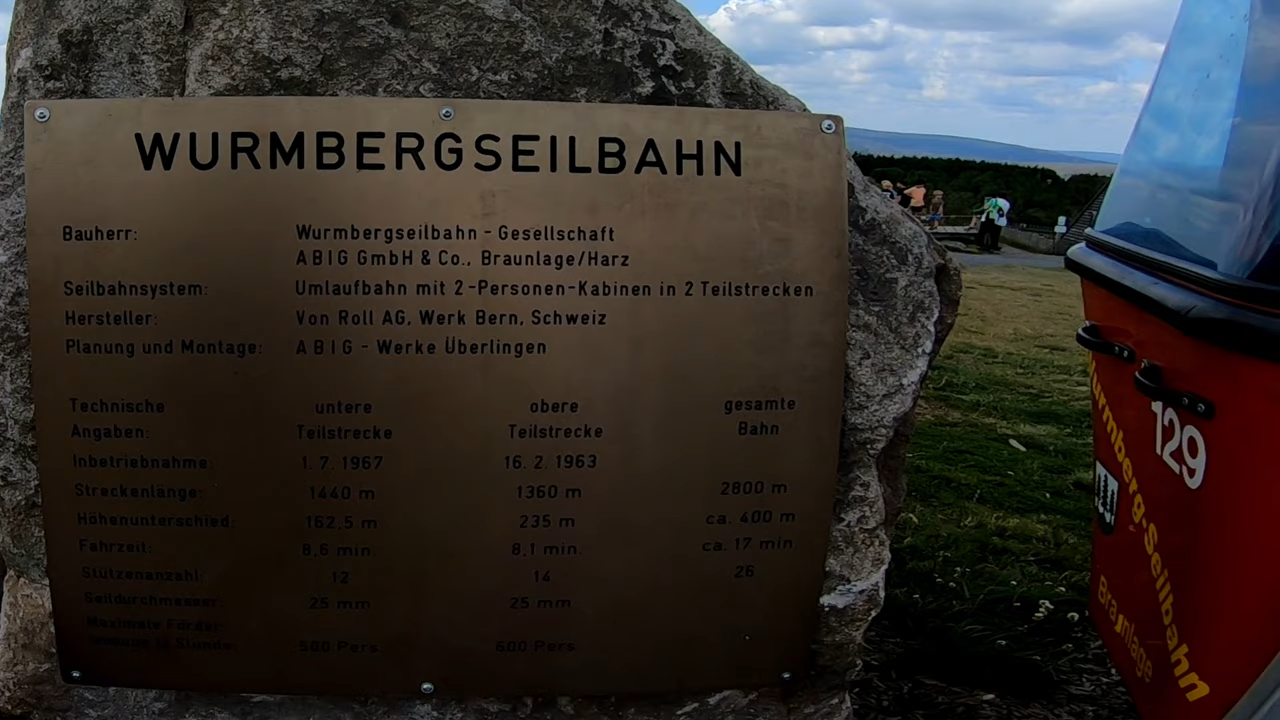 WURMBERGSEILBAHN
Bauherr: Wurmbergseilbahn - Gesellschaft
ABIG GmbH & Co., Braunlage/Harz
Seilbahnsystem: Umlaufbahn mit 2-Personen-Kabinen in 2 Teilstrecken
Hersteller: Von Roll AG, Werk Bern, Schweiz
Planung und Montage: ABIG - Werke Überlingen
Technische untere obere gesamte
Angaben: Teilstrecke Teilstrecke Bahn
Inbetriebnahme: 1. 7. 1967 16. 2. 1963
Streckenlänge: 1440 m 1360 m 2800 m
Höhenunterschied: 162,5 m 235 m ca. 400 m
Fahrzeit: 8,6 min. 8,1 min. ca. 17 min.
Stützenanzahl: 12 14 26
Seildurchmesser: 25 mm 25 mm
Maximale Förder-
Stunde: Pers. 600 Pers.
129
Wurmberg-Seilbahn
Braunlage